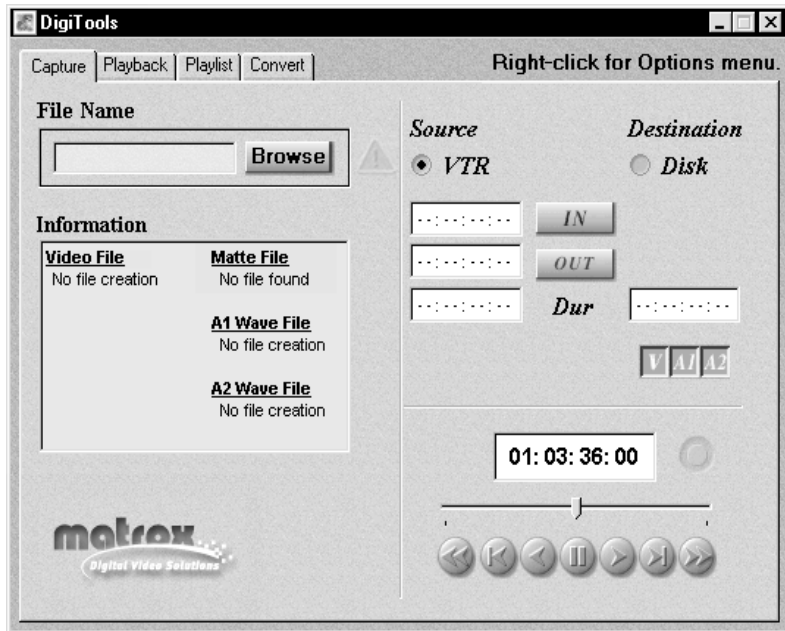 DigiTools
Capture Playback Playlist Convert
Right-click for Options menu.
File Name
Browse
Information
Video File
No file creation
Matte File
No file found
A1 Wave File
No file creation
A2 Wave File
No file creation
matrox
Digital Video Solutions
Source Destination
VTR Disk
--:--:--:-- IN
--:--:--:-- OUT
--:--:--:-- Dur --:--:--:--
V A1 A2
01:03:36:00